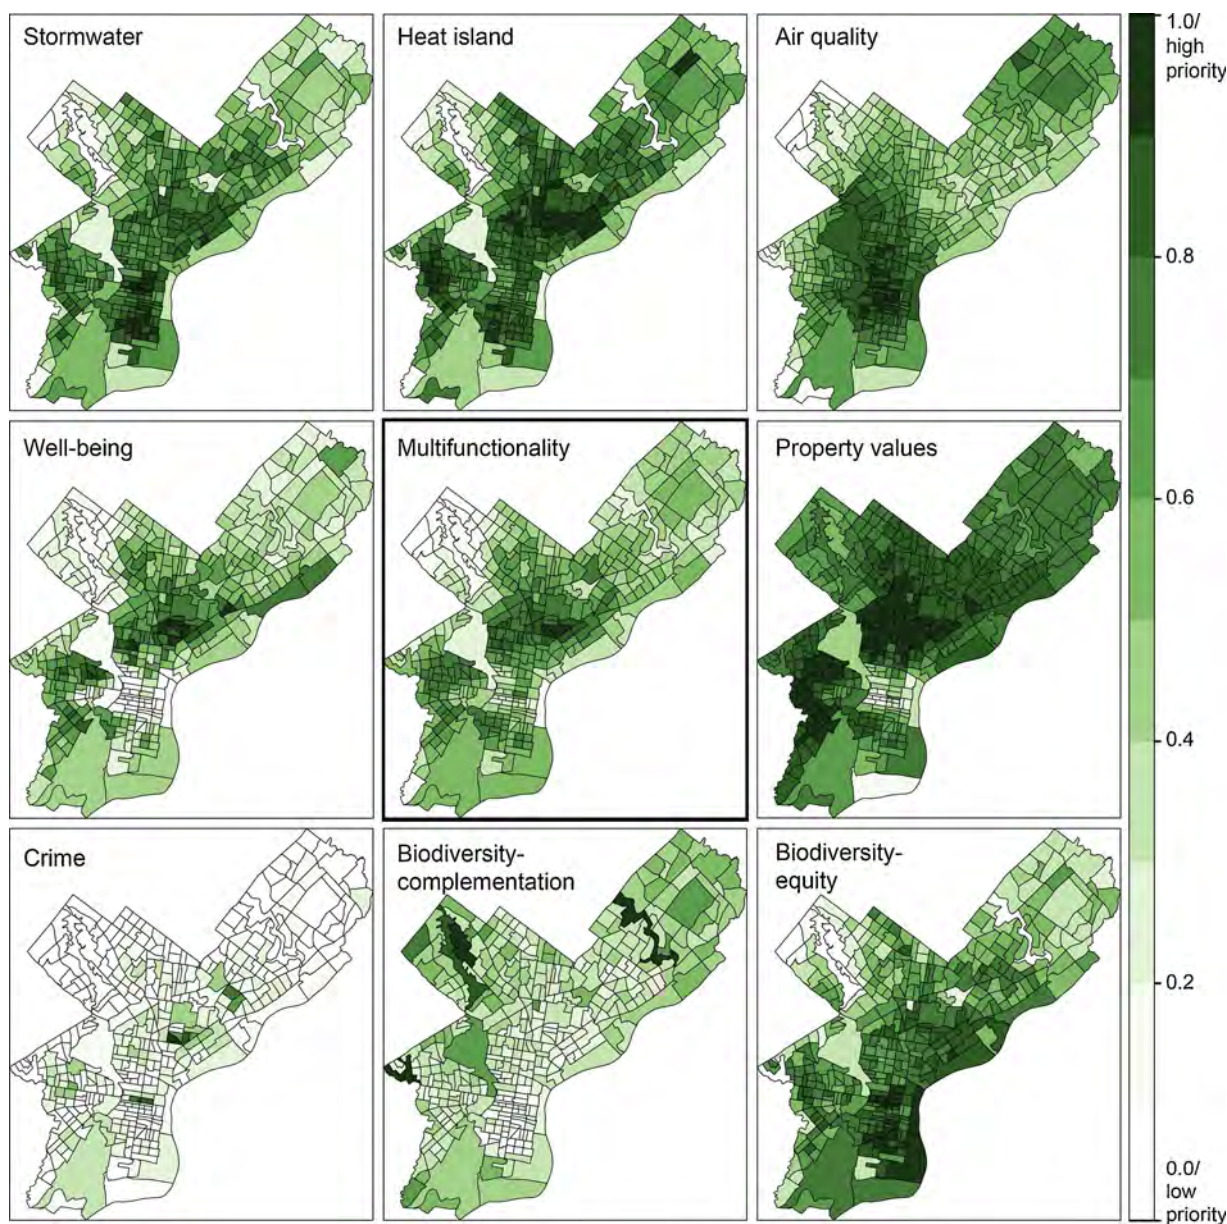 Stormwater
Heat island
Air quality
1.0/
high
priority
0.8
Well-being
Multifunctionality
Property values
0.6
0.4
Crime
Biodiversity-
complementation
Biodiversity-
equity
0.2
0.0/
low
priority